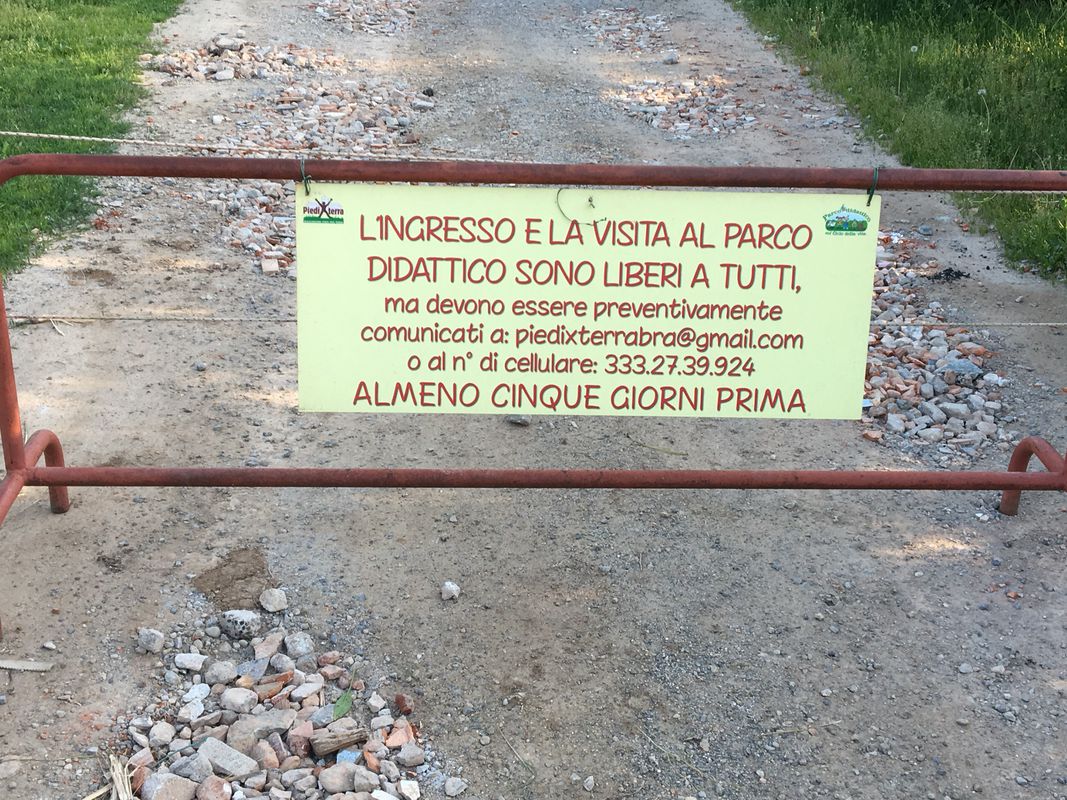 PiedixTerra
L'INGRESSO E LA VISITA AL PARCO
DIDATTICO SONO LIBERI A TUTTI,
ma devono essere preventivamente
comunicati a: piedixterrabra@gmail.com
o al n° di cellulare: 333.27.39.924
ALMENO CINQUE GIORNI PRIMA